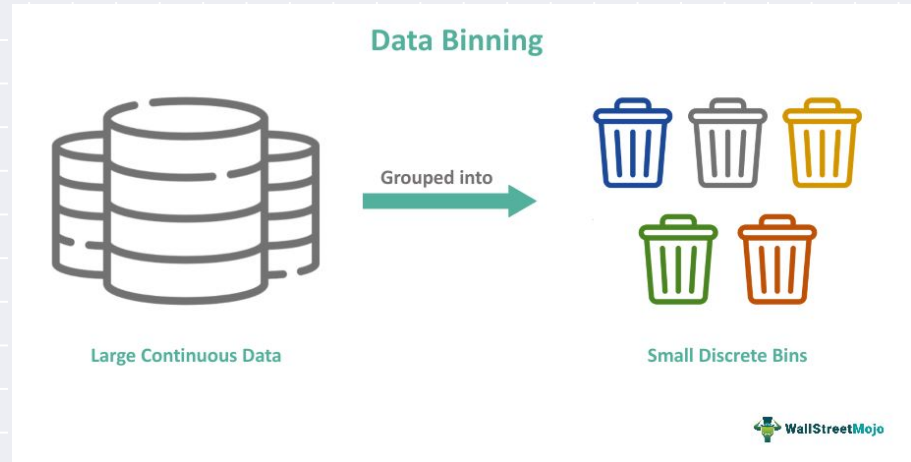 Data Binning
Grouped into
Large Continuous Data
Small Discrete Bins
WallStreetMojo